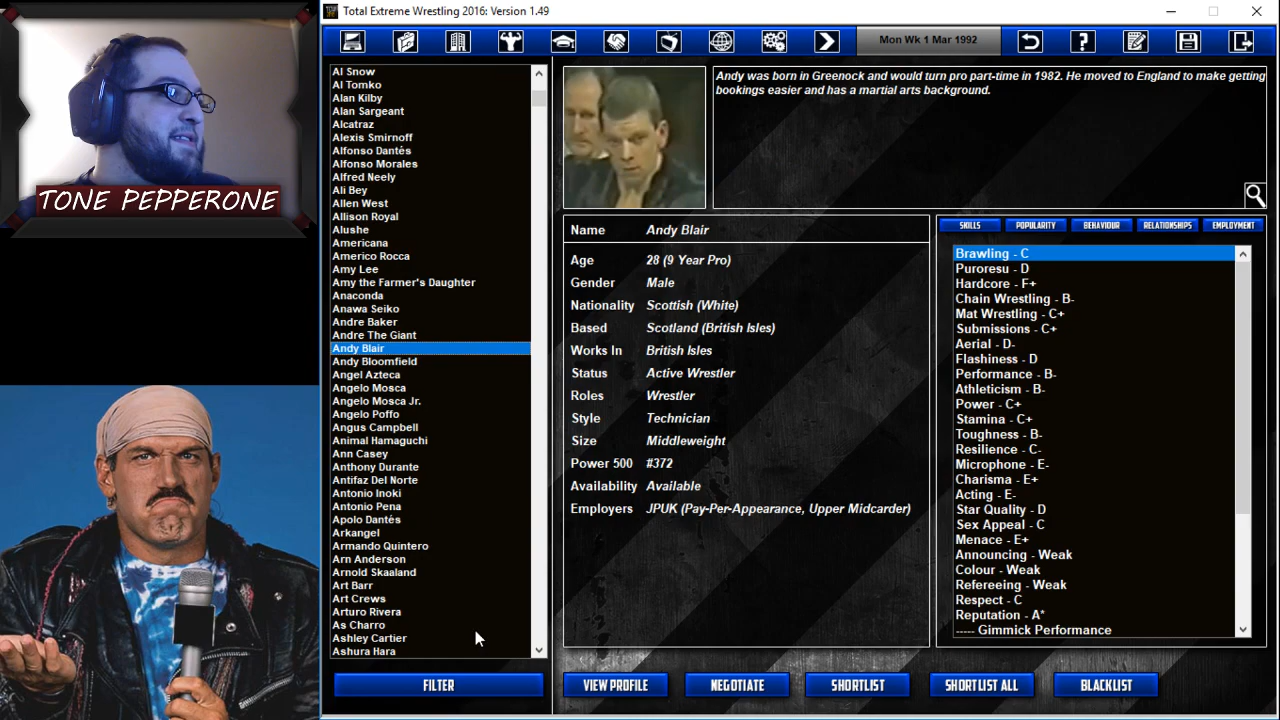 Total Extreme Wrestling 2016: Version 1.49
Mon Wk 1 Mar 1992
TONE PEPPERONE
Al Snow
Al Tomko
Alan Kilby
Alan Sargeant
Alcatraz
Alexis Smirnoff
Alfonso Dantés
Alfonso Morales
Alfred Neely
Ali Bey
Allen West
Allison Royal
Alushe
Americana
Americo Rocca
Amy Lee
Amy the Farmer's Daughter
Anaconda
Anawa Seiko
Andre Baker
Andre The Giant
Andy Blair
Andy Bloomfield
Angel Azteca
Angelo Mosca
Angelo Mosca Jr.
Angelo Poffo
Angus Campbell
Animal Hamaguchi
Ann Casey
Anthony Durante
Antifaz Del Norte
Antonio Inoki
Antonio Pena
Apolo Dantés
Arkangel
Armando Quintero
Arn Anderson
Arnold Skaaland
Art Barr
Art Crews
Arturo Rivera
As Charro
Ashley Cartier
Ashura Hara
FILTER
Andy was born in Greenock and would turn pro part-time in 1982. He moved to England to make getting
bookings easier and has a martial arts background.
Name Andy Blair
Age 28 (9 Year Pro)
Gender Male
Nationality Scottish (White)
Based Scotland (British Isles)
Works In British Isles
Status Active Wrestler
Roles Wrestler
Style Technician
Size Middleweight
Power 500 #372
Availability Available
Employers JPUK (Pay-Per-Appearance, Upper Midcarder)
SKILLS POPULARITY BEHAVIOUR RELATIONSHIPS EMPLOYMENT
Brawling - C
Puroresu - D
Hardcore - F+
Chain Wrestling - B-
Mat Wrestling - C+
Submissions - C+
Aerial - D-
Flashiness - D
Performance - B-
Athleticism - B-
Power - C+
Stamina - C+
Toughness - B-
Resilience - C-
Microphone - E-
Charisma - E+
Acting - E-
Star Quality - D
Sex Appeal - C
Menace - E+
Announcing - Weak
Colour - Weak
Refereeing - Weak
Respect - C
Reputation - A*
----- Gimmick Performance
VIEW PROFILE NEGOTIATE SHORTLIST SHORTLIST ALL BLACKLIST